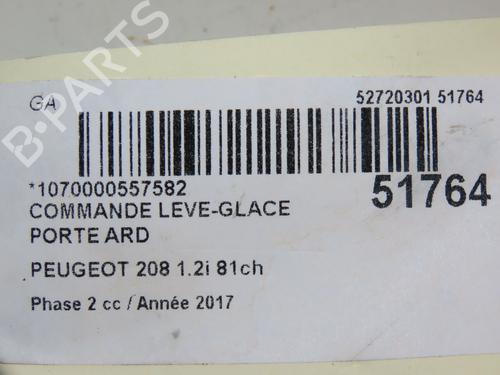 GA
52720301 51764
*1070000557582
51764
COMMANDE LEVE-GLACE
PORTE ARD
PEUGEOT 208 1.2i 81ch
Phase 2 cc / Année 2017
B-PARTS